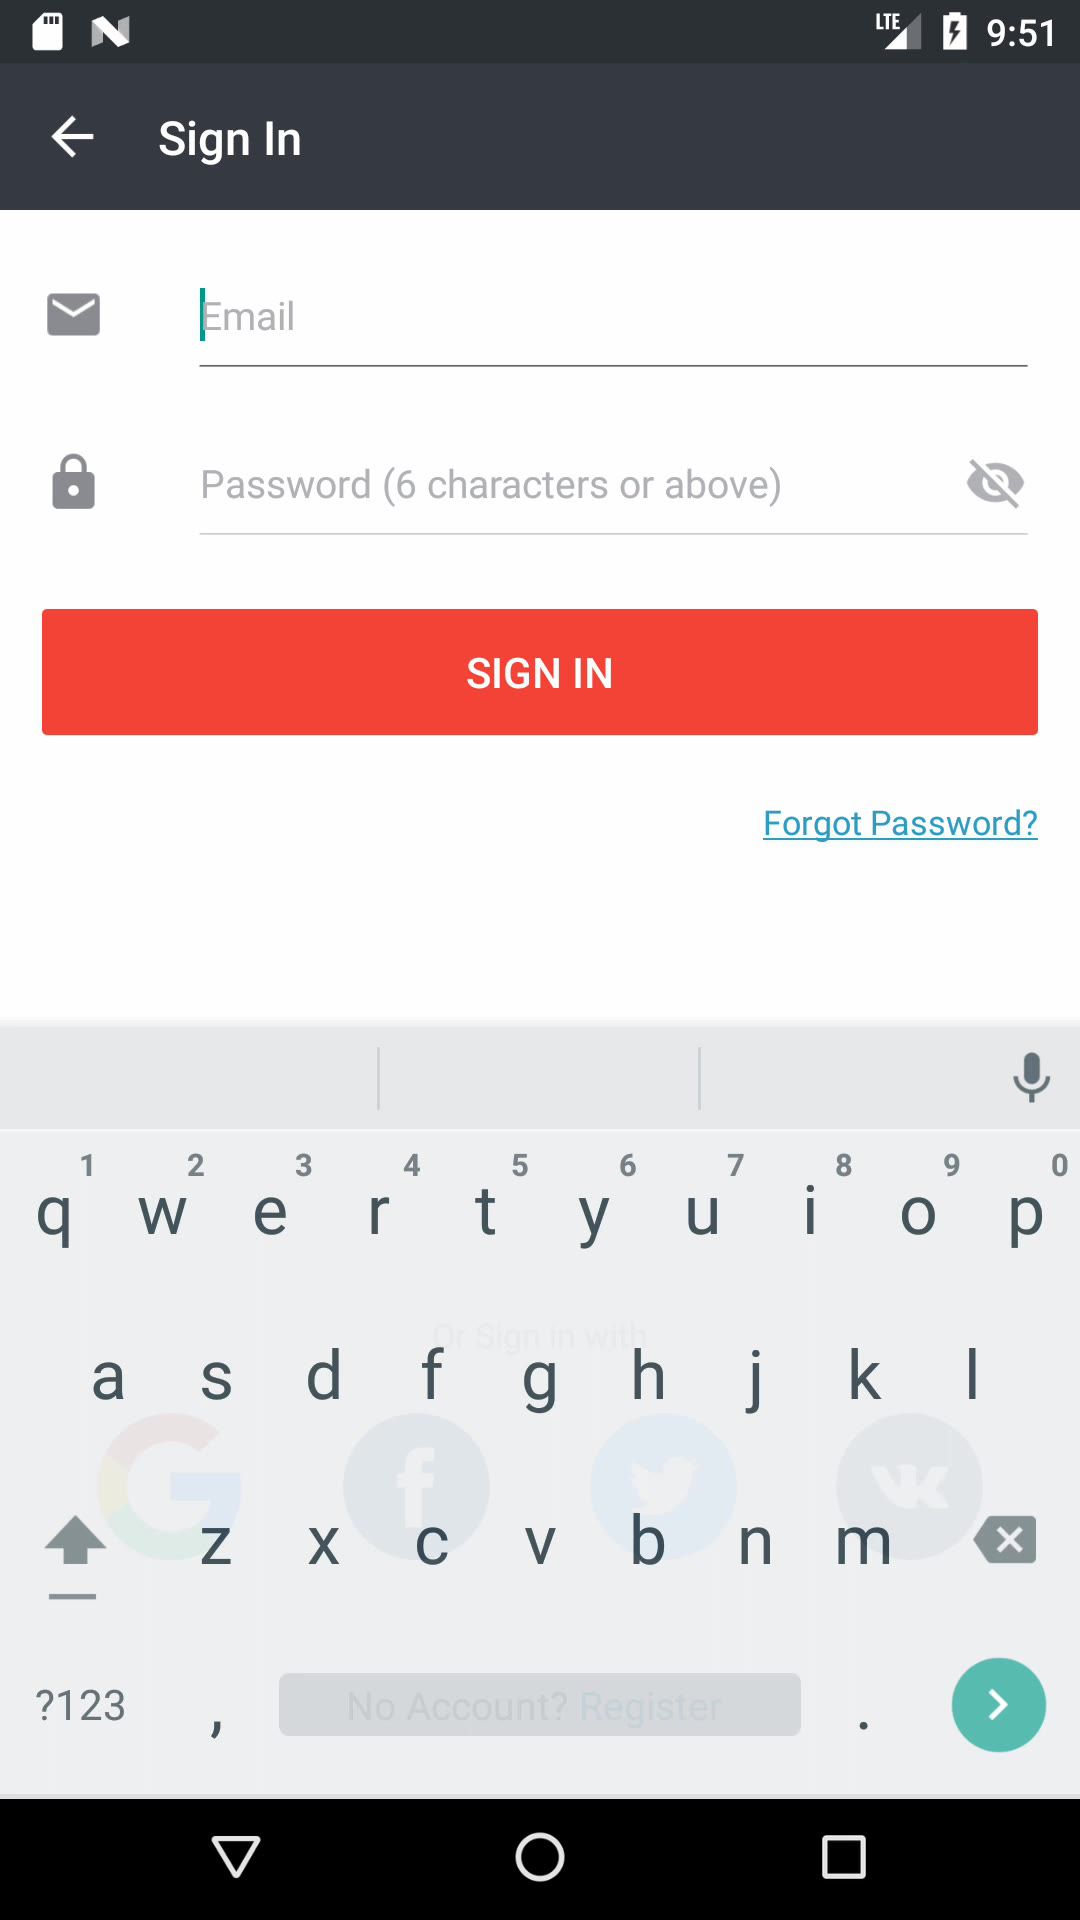 LTE 9:51
Sign In
Email
Password (6 characters or above)
SIGN IN
Forgot Password?
1 2 3 4 5 6 7 8 9 0
q w e r t y u i o p
Or Sign in with
a s d f g h j k l
z x c v b n m
?123 , No Account? Register .